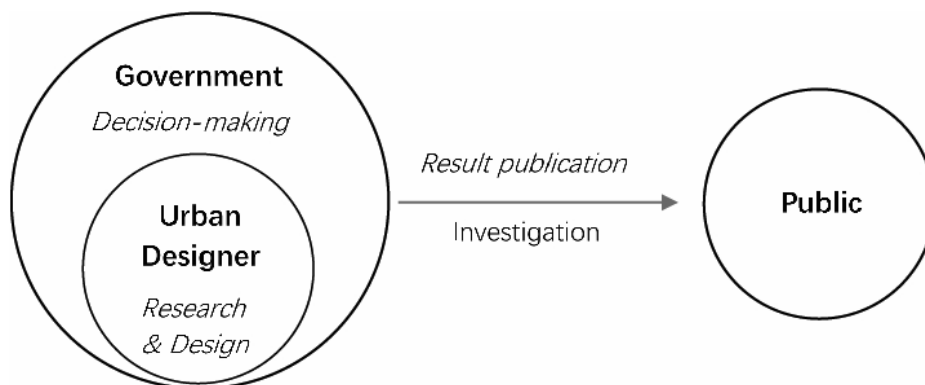 Government
Decision-making
Urban
Designer
Research
& Design
Result publication
Investigation
Public